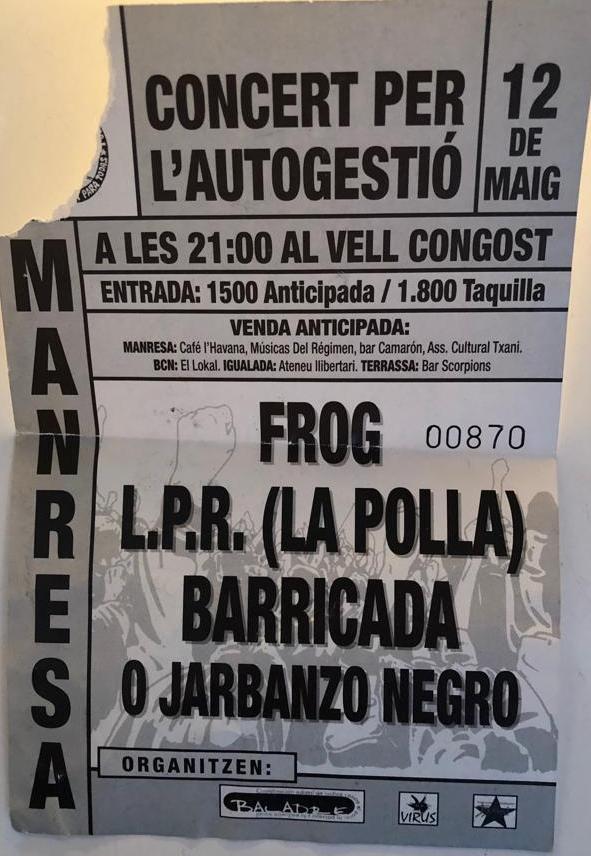 CONCERT PER
L'AUTOGESTIÓ
12
DE
MAIG
PARA TODAS
MANRESA
A LES 21:00 AL VELL CONGOST
ENTRADA: 1500 Anticipada / 1.800 Taquilla
VENDA ANTICIPADA:
MANRESA: Café l'Havana, Músicas Del Régimen, bar Camarón, Ass. Cultural Txani.
BCN: El Lokal. IGUALADA: Ateneu llibertari. TERRASSA: Bar Scorpions
FROG
00870
L.P.R. (LA POLLA)
BARRICADA
O JARBANZO NEGRO
ORGANITZEN:
BALADRE
VIRUS